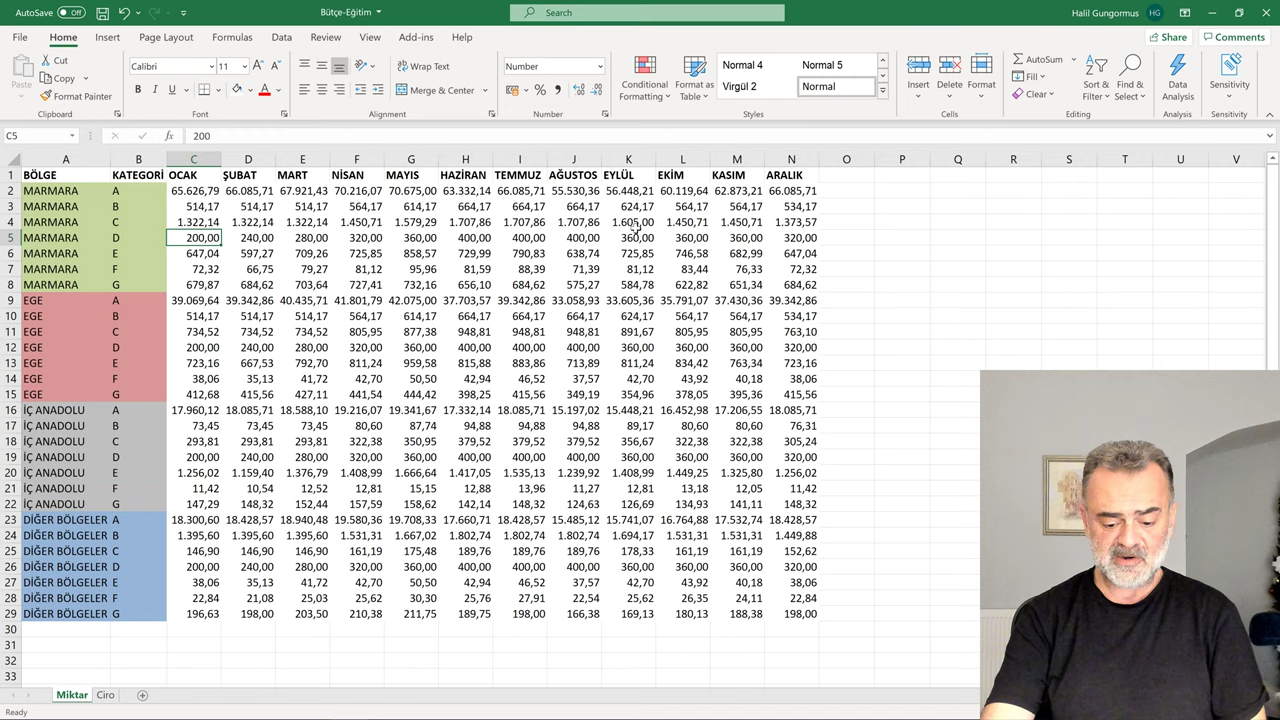 AutoSave Off Bütçe-Eğitim Search Halil Gungormus HG
File Home Insert Page Layout Formulas Data Review View Add-ins Help Share Comments
Paste Cut Copy Format Painter Clipboard
Calibri 11 B I U A A A Font
Wrap Text Merge & Center Alignment
Number % Number
Conditional Formatting Format as Table Normal 4 Normal 5 Virgül 2 Normal Styles
Insert Delete Format Cells
AutoSum Fill Clear Sort & Filter Find & Select Editing
Data Analysis Analysis
Sensitivity Sensitivity
C5 fx 200
A B C D E F G H I J K L M N O P Q R S T U V
1 BÖLGE KATEGORİ OCAK ŞUBAT MART NİSAN MAYIS HAZİRAN TEMMUZ AĞUSTOS EYLÜL EKİM KASIM ARALIK
2 MARMARA A 65.626,79 66.085,71 67.921,43 70.216,07 70.675,00 63.332,14 66.085,71 55.530,36 56.448,21 60.119,64 62.873,21 66.085,71
3 MARMARA B 514,17 514,17 514,17 564,17 614,17 664,17 664,17 664,17 624,17 564,17 564,17 534,17
4 MARMARA C 1.322,14 1.322,14 1.322,14 1.450,71 1.579,29 1.707,86 1.707,86 1.707,86 1.605,00 1.450,71 1.450,71 1.373,57
5 MARMARA D 200,00 240,00 280,00 320,00 360,00 400,00 400,00 400,00 360,00 360,00 360,00 320,00
6 MARMARA E 647,04 597,27 709,26 725,85 858,57 729,99 790,83 638,74 725,85 746,58 682,99 647,04
7 MARMARA F 72,32 66,75 79,27 81,12 95,96 81,59 88,39 71,39 81,12 83,44 76,33 72,32
8 MARMARA G 679,87 684,62 703,64 727,41 732,16 656,10 684,62 575,27 584,78 622,82 651,34 684,62
9 EGE A 39.069,64 39.342,86 40.435,71 41.801,79 42.075,00 37.703,57 39.342,86 33.058,93 33.605,36 35.791,07 37.430,36 39.342,86
10 EGE B 514,17 514,17 514,17 564,17 614,17 664,17 664,17 664,17 624,17 564,17 564,17 534,17
11 EGE C 734,52 734,52 734,52 805,95 877,38 948,81 948,81 948,81 891,67 805,95 805,95 763,10
12 EGE D 200,00 240,00 280,00 320,00 360,00 400,00 400,00 400,00 360,00 360,00 360,00 320,00
13 EGE E 723,16 667,53 792,70 811,24 959,58 815,88 883,86 713,89 811,24 834,42 763,34 723,16
14 EGE F 38,06 35,13 41,72 42,70 50,50 42,94 46,52 37,57 42,70 43,92 40,18 38,06
15 EGE G 412,68 415,56 427,11 441,54 444,42 398,25 415,56 349,19 354,96 378,05 395,36 415,56
16 İÇ ANADOLU A 17.960,12 18.085,71 18.588,10 19.216,07 19.341,67 17.332,14 18.085,71 15.197,02 15.448,21 16.452,98 17.206,55 18.085,71
17 İÇ ANADOLU B 73,45 73,45 73,45 80,60 87,74 94,88 94,88 94,88 89,17 80,60 80,60 76,31
18 İÇ ANADOLU C 293,81 293,81 293,81 322,38 350,95 379,52 379,52 379,52 356,67 322,38 322,38 305,24
19 İÇ ANADOLU D 200,00 240,00 280,00 320,00 360,00 400,00 400,00 400,00 360,00 360,00 360,00 320,00
20 İÇ ANADOLU E 1.256,02 1.159,40 1.376,79 1.408,99 1.666,64 1.417,05 1.535,13 1.239,92 1.408,99 1.449,25 1.325,80 1.256,02
21 İÇ ANADOLU F 11,42 10,54 12,52 12,81 15,15 12,88 13,96 11,27 12,81 13,18 12,05 11,42
22 İÇ ANADOLU G 147,29 148,32 152,44 157,59 158,62 142,14 148,32 124,63 126,69 134,93 141,11 148,32
23 DİĞER BÖLGELER A 18.300,60 18.428,57 18.940,48 19.580,36 19.708,33 17.660,71 18.428,57 15.485,12 15.741,07 16.764,88 17.532,74 18.428,57
24 DİĞER BÖLGELER B 1.395,60 1.395,60 1.395,60 1.531,31 1.667,02 1.802,74 1.802,74 1.802,74 1.694,17 1.531,31 1.531,31 1.449,88
25 DİĞER BÖLGELER C 146,90 146,90 146,90 161,19 175,48 189,76 189,76 189,76 178,33 161,19 161,19 152,62
26 DİĞER BÖLGELER D 200,00 240,00 280,00 320,00 360,00 400,00 400,00 400,00 360,00 360,00 360,00 320,00
27 DİĞER BÖLGELER E 38,06 35,13 41,72 42,70 50,50 42,94 46,52 37,57 42,70 43,92 40,18 38,06
28 DİĞER BÖLGELER F 22,84 21,08 25,03 25,62 30,30 25,76 27,91 22,54 25,62 26,35 24,11 22,84
29 DİĞER BÖLGELER G 196,63 198,00 203,50 210,38 211,75 189,75 198,00 166,38 169,13 180,13 188,38 198,00
30
31
32
33
Miktar Ciro
Ready